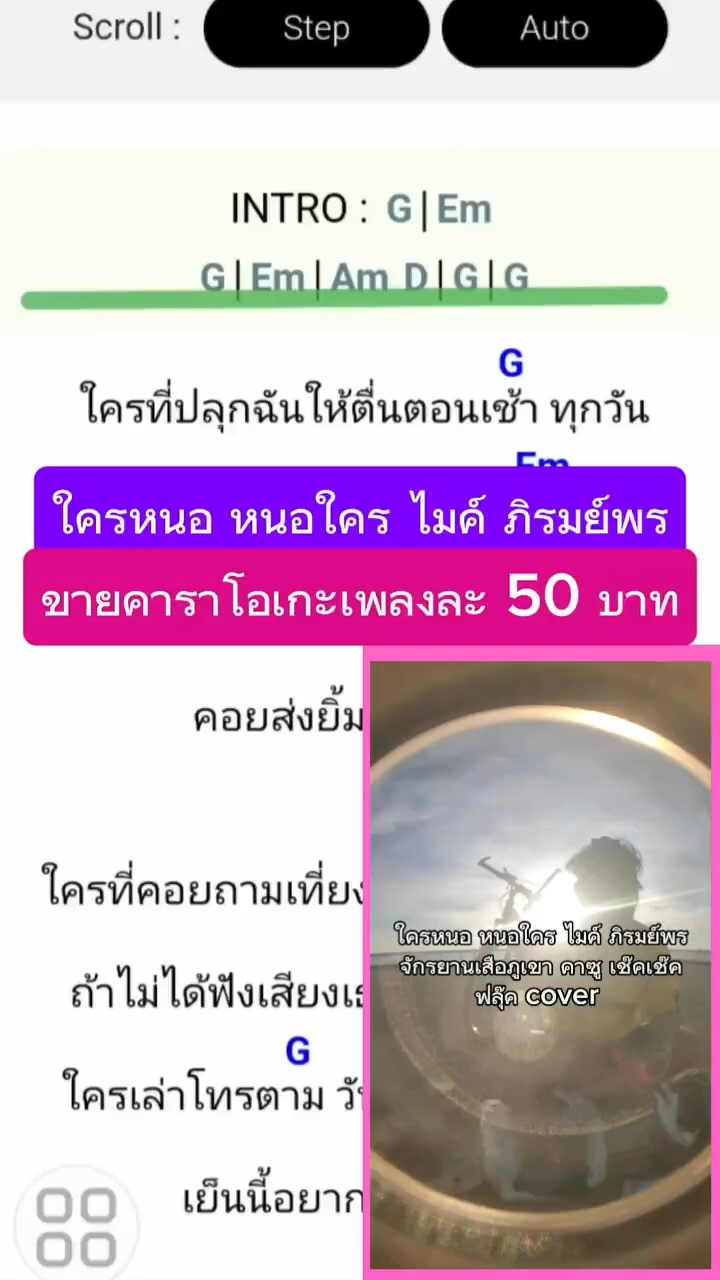 Scroll : Step Auto
INTRO : G | Em
G | Em | Am D | G | G
G
ใครที่ปลุกฉันให้ตื่นตอนเช้า ทุกวัน
Em
ใครหนอ หนอใคร ไมค์ ภิรมย์พร
ขายคาราโอเกะเพลงละ 50 บาท
คอยส่งยิ้ม
ใครที่คอยถามเที่ยง
ถ้าไม่ได้ฟังเสียงเธ
G
ใครเล่าโทรตาม วั
เย็นนี้อยาก
ใครหนอ หนอใคร ไมค์ ภิรมย์พร
จักรยานเสือภูเขา คาซู เช๊คเช๊ค
ฟลุ๊ค cover